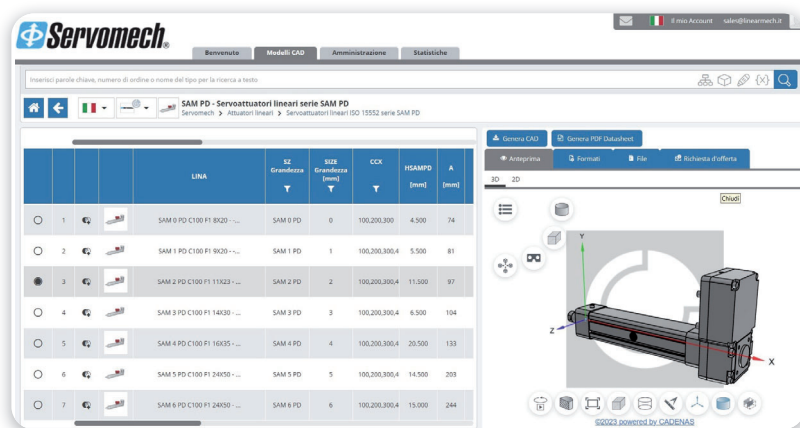 Servomech®
Il mio Account sales@linearmech.it
Benvenuto Modelli CAD Amministrazione Statistiche
Inserisci parole chiave, numero di ordine o nome del tipo per la ricerca a testo
SAM PD - Servoattuatori lineari serie SAM PD
Servomech > Attuatori lineari > Servoattuatori lineari ISO 15552 serie SAM PD
Genera CAD Genera PDF Datasheet
Anteprima Formati File Richiesta d'offerta
3D 2D
Chiudi
LINA SZ Grandezza SIZE Grandezza [mm] CCX HSAMPD [mm] A [mm]
1 SAM 0 PD C100 F1 8X20 - -... SAM 0 PD 0 100,200,300 4.500 74
2 SAM 1 PD C100 F1 9X20 - -... SAM 1 PD 1 100,200,300,4 5.500 81
3 SAM 2 PD C100 F1 11X23 - ... SAM 2 PD 2 100,200,300,4 11.500 97
4 SAM 3 PD C100 F1 14X30 - ... SAM 3 PD 3 100,200,300,4 6.500 104
5 SAM 4 PD C100 F1 16X35 - ... SAM 4 PD 4 100,200,300,4 20.500 133
6 SAM 5 PD C100 F1 24X50 - ... SAM 5 PD 5 100,200,300,4 14.500 203
7 SAM 6 PD C100 F1 24X50 - ... SAM 6 PD 6 100,200,300,4 15.000 244
Y
Z
X
©2023 powered by CADENAS